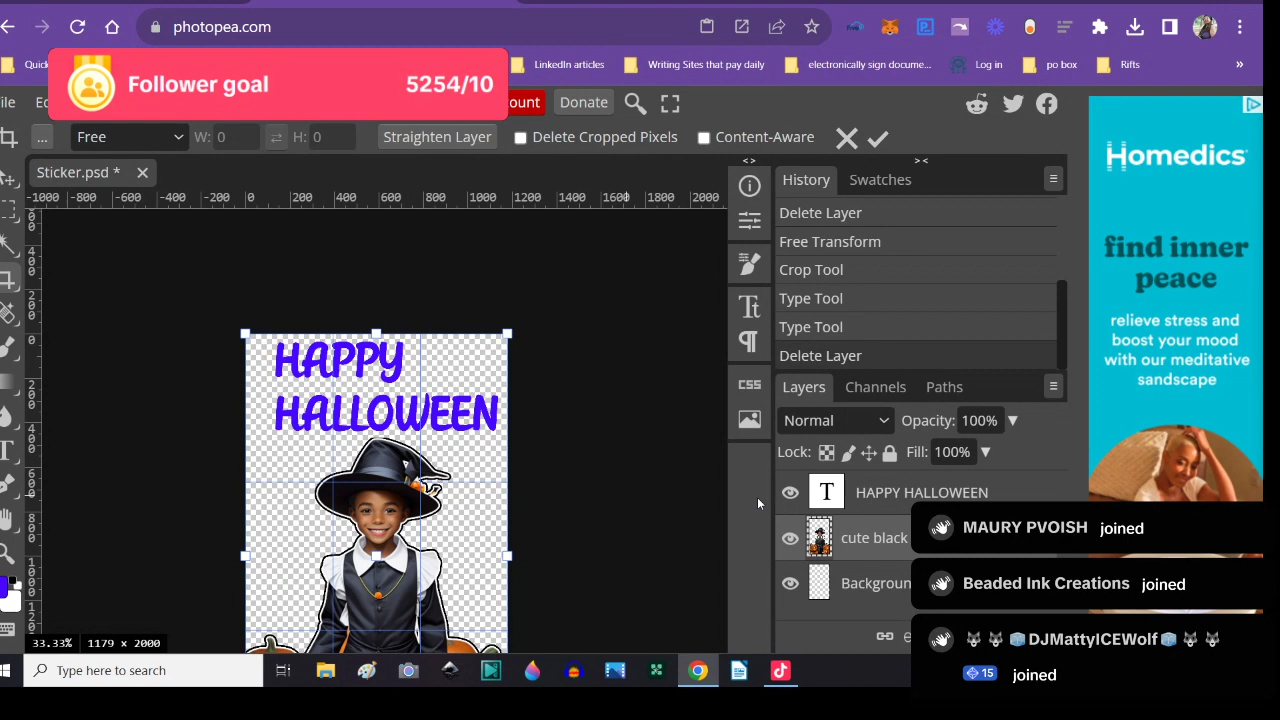 photopea.com
Quick
LinkedIn articles
Writing Sites that pay daily
electronically sign docume...
Log in
po box
Rifts
»
Follower goal 5254/10
ile
Ed
ount
Donate
...
Free
W: 0
H: 0
Straighten Layer
Delete Cropped Pixels
Content-Aware
Sticker.psd *
< >
> <
-1000 -800 -600 -400 -200 0 200 400 600 800 1000 1200 1400 1600 1800 2000
History
Swatches
Delete Layer
Free Transform
Crop Tool
Type Tool
Type Tool
Delete Layer
Layers
Channels
Paths
CSS
Normal
Opacity: 100%
Lock:
Fill: 100%
T HAPPY HALLOWEEN
cute black
Backgroun
HAPPY
HALLOWEEN
33.33%
1179 x 2000
Homedics
find inner
peace
relieve stress and
boost your mood
with our meditative
sandscape
MAURY PVOISH joined
Beaded Ink Creations joined
DJMattyICEWolf
15 joined
Type here to search